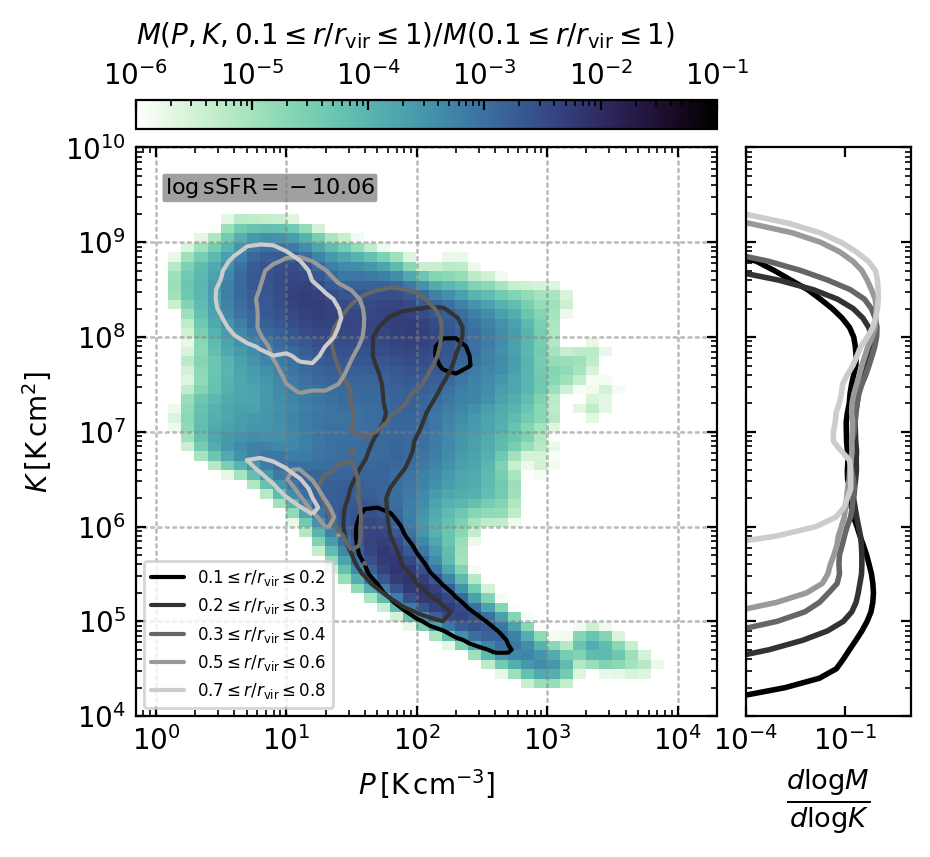 M(P, K, 0.1 ≤ r/r_vir ≤ 1)/M(0.1 ≤ r/r_vir ≤ 1)
10^−6 10^−5 10^−4 10^−3 10^−2 10^−1
log sSFR = −10.06
10^10
10^9
10^8
10^7
10^6
10^5
10^4
K [K cm^2]
0.1 ≤ r/r_vir ≤ 0.2
0.2 ≤ r/r_vir ≤ 0.3
0.3 ≤ r/r_vir ≤ 0.4
0.5 ≤ r/r_vir ≤ 0.6
0.7 ≤ r/r_vir ≤ 0.8
10^0 10^1 10^2 10^3 10^4
P [K cm^−3]
10^−4 10^−1
dlogM
dlogK